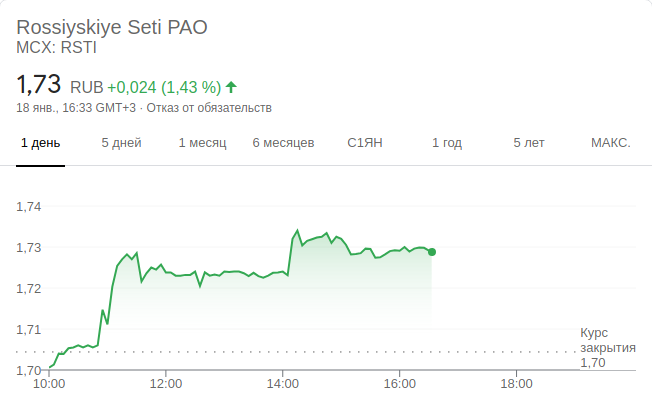 Rossiyskiye Seti PAO
MCX: RSTI
1,73 RUB +0,024 (1,43 %)
18 янв., 16:33 GMT+3 · Отказ от обязательств
1 день 5 дней 1 месяц 6 месяцев С1ЯН 1 год 5 лет МАКС.
1,74
1,73
1,72
1,71
Курс
закрытия
1,70
1,70
10:00 12:00 14:00 16:00 18:00